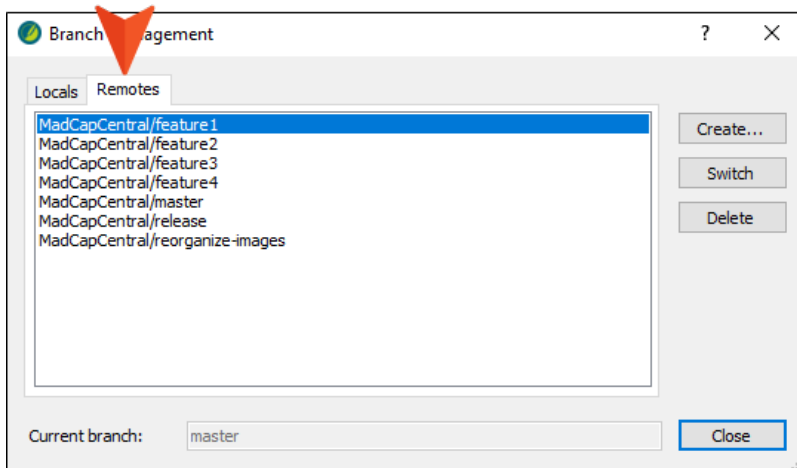 Branch agement
?
Locals
Remotes
MadCapCentral/feature1
MadCapCentral/feature2
MadCapCentral/feature3
MadCapCentral/feature4
MadCapCentral/master
MadCapCentral/release
MadCapCentral/reorganize-images
Create...
Switch
Delete
Current branch:
master
Close